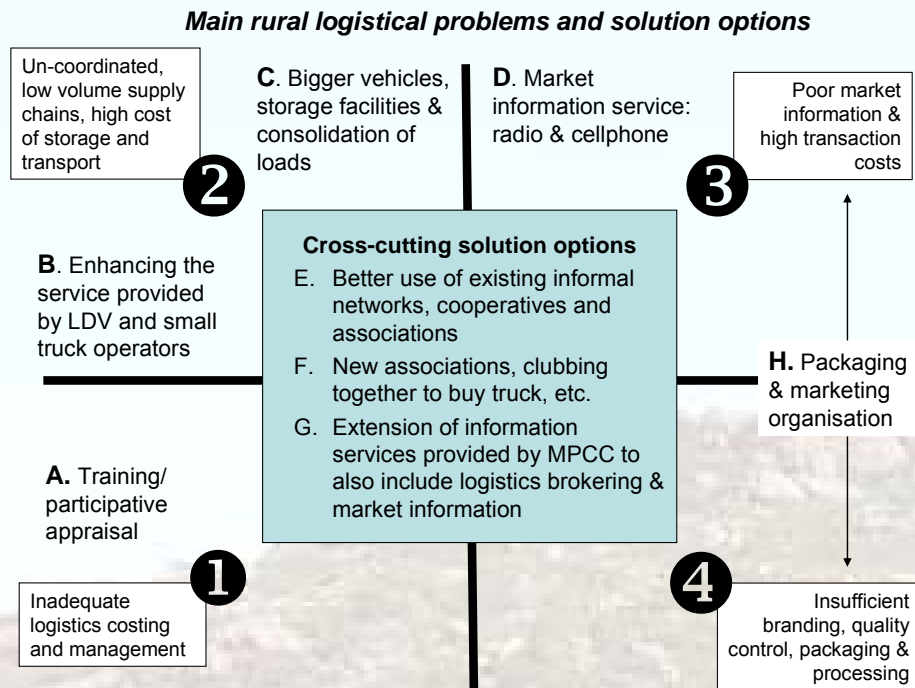 Main rural logistical problems and solution options
Un-coordinated,
low volume supply
chains, high cost
of storage and
transport
2
C. Bigger vehicles,
storage facilities &
consolidation of
loads
D. Market
information service:
radio & cellphone
Poor market
information &
high transaction
costs
3
B. Enhancing the
service provided
by LDV and small
truck operators
Cross-cutting solution options
E. Better use of existing informal
networks, cooperatives and
associations
F. New associations, clubbing
together to buy truck, etc.
G. Extension of information
services provided by MPCC to
also include logistics brokering &
market information
H. Packaging
& marketing
organisation
A. Training/
participative
appraisal
1
Inadequate
logistics costing
and management
4
Insufficient
branding, quality
control, packaging &
processing